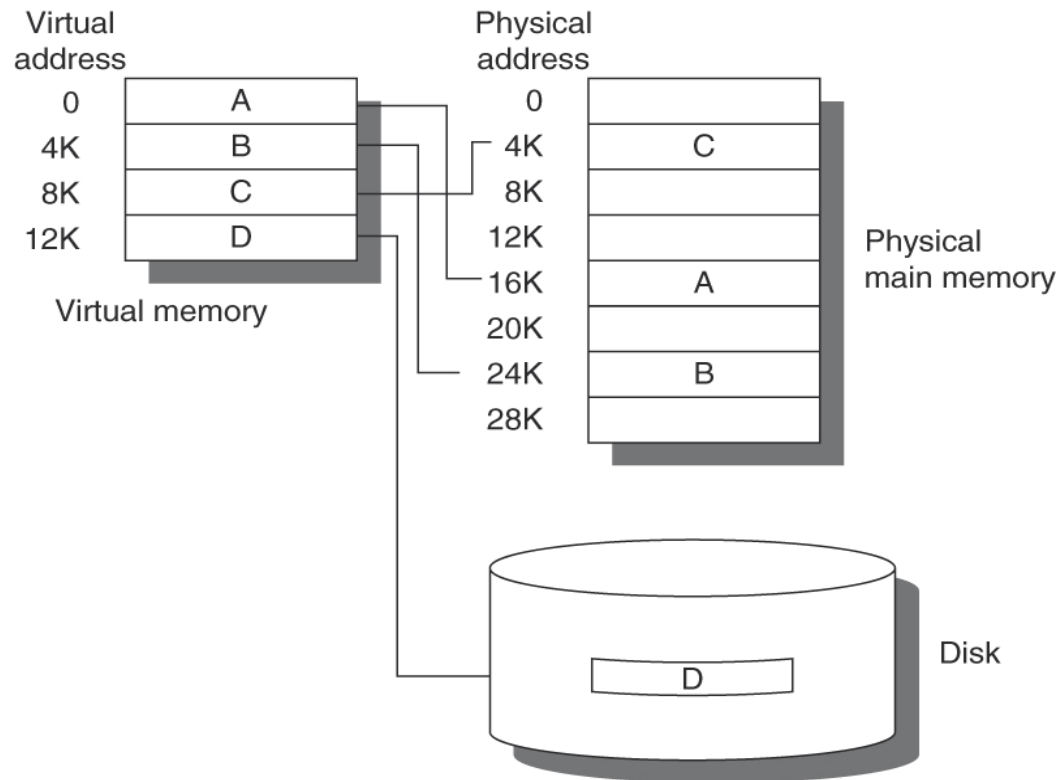 Virtual
address
0
A
4K
B
8K
C
12K
D
Virtual memory
Physical
address
0
4K
C
8K
12K
16K
A
20K
24K
B
28K
Physical
main memory
D
Disk